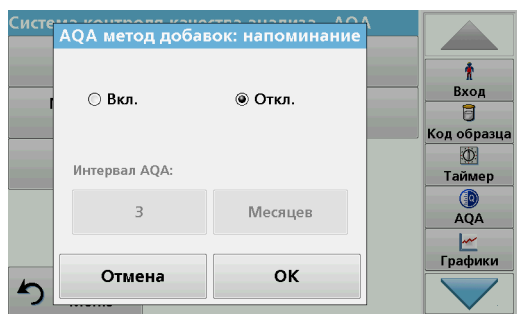 Система контроля качества анализа - AQA
AQA метод добавок: напоминание
Вкл.
Откл.
Интервал AQA:
3
Месяцев
Отмена
OK
Меню
Вход
Код образца
Таймер
AQA
Графики